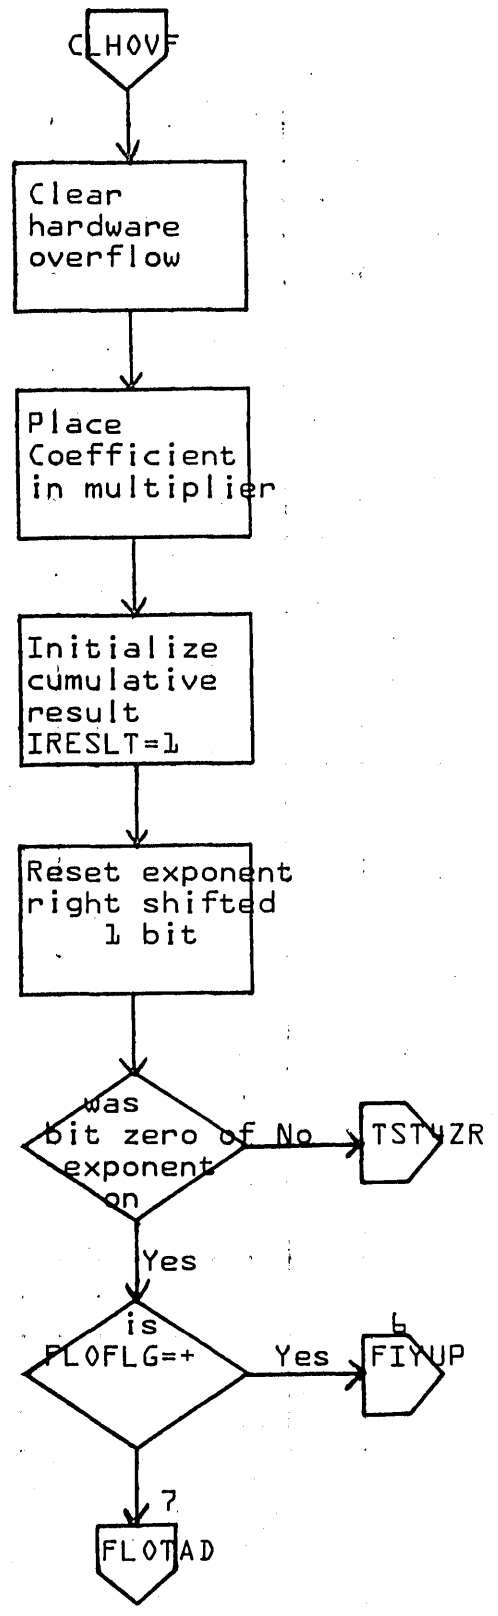 CLHOVF
Clear
hardware
overflow
Place
Coefficient
in multiplier
Initialize
cumulative
result
IRESLT=1
Reset exponent
right shifted
1 bit
was
bit zero of No
exponent
on
TSTYZR
Yes
is
FLOFLG=+
Yes
6
FIYUP
7
FLOTAD